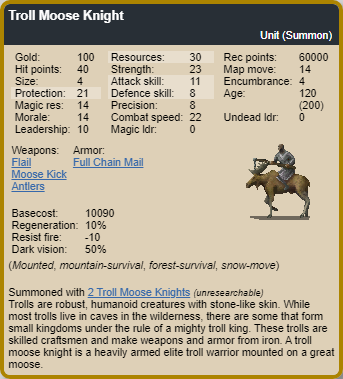 Troll Moose Knight
Unit (Summon)
Gold: 100 Resources: 30 Rec points: 60000
Hit points: 40 Strength: 23 Map move: 14
Size: 4 Attack skill: 11 Encumbrance: 4
Protection: 21 Defence skill: 8 Age: 120
Magic res: 14 Precision: 8 (200)
Morale: 14 Combat speed: 22 Undead ldr: 0
Leadership: 10 Magic ldr: 0
Weapons: Armor:
Flail Full Chain Mail
Moose Kick
Antlers
Basecost: 10090
Regeneration: 10%
Resist fire: -10
Dark vision: 50%
(Mounted, mountain-survival, forest-survival, snow-move)
Summoned with 2 Troll Moose Knights (unresearchable)
Trolls are robust, humanoid creatures with stone-like skin. While
most trolls live in caves in the wilderness, there are some that form
small kingdoms under the rule of a mighty troll king. These trolls are
skilled craftsmen and make weapons and armor from iron. A troll
moose knight is a heavily armed elite troll warrior mounted on a great
moose.